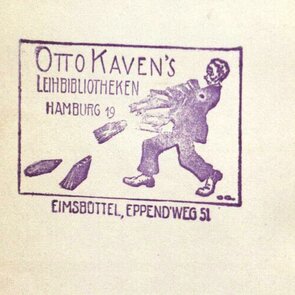 OTTO KAVEN'S
LEIHBIBLIOTHEKEN
HAMBURG 19
EIMSBÜTTEL, EPPEND'WEG 51